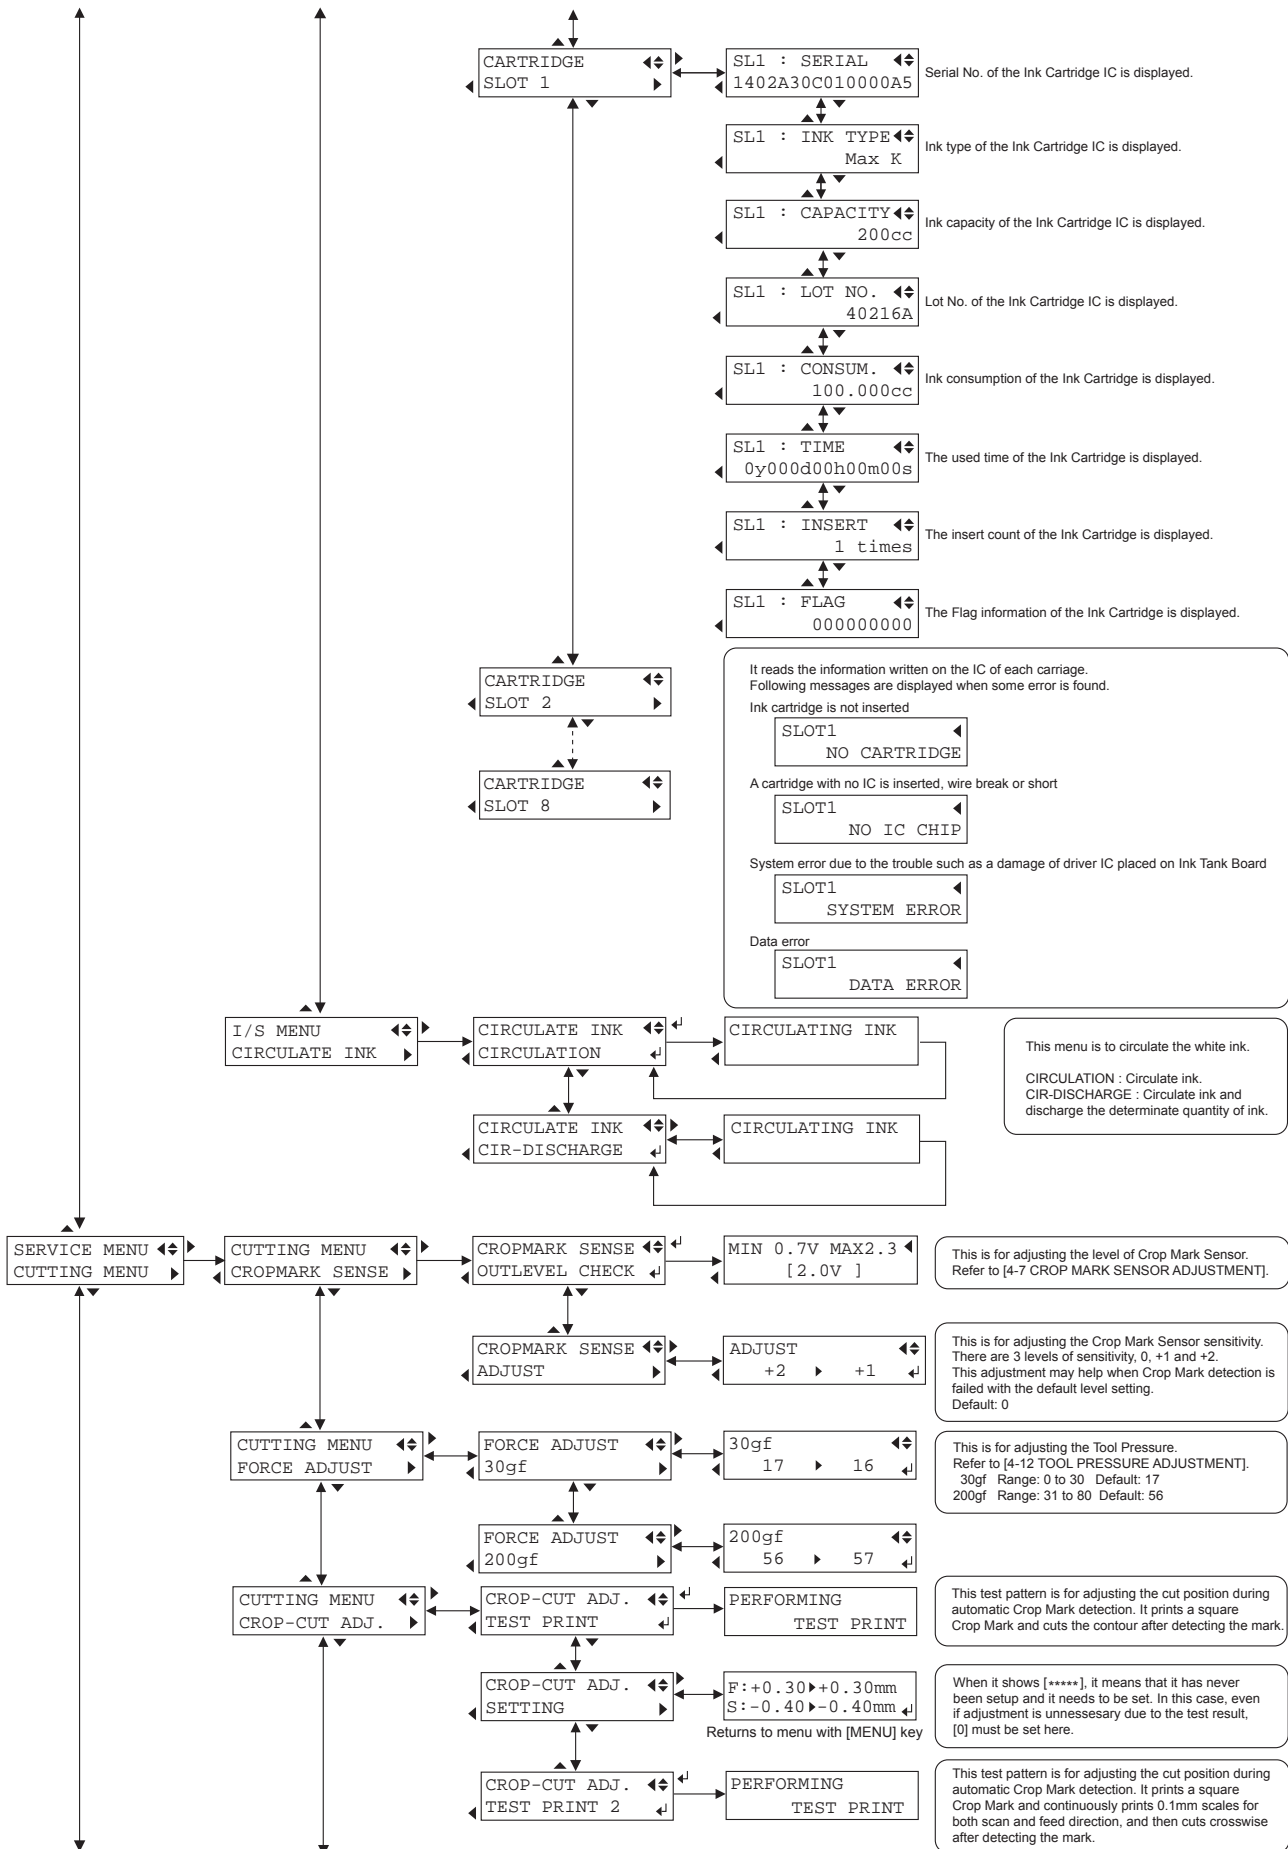 CARTRIDGE
SLOT 1
SL1 : SERIAL
1402A30C010000A5
Serial No. of the Ink Cartridge IC is displayed.
SL1 : INK TYPE
Max K
Ink type of the Ink Cartridge IC is displayed.
SL1 : CAPACITY
200cc
Ink capacity of the Ink Cartridge IC is displayed.
SL1 : LOT NO.
40216A
Lot No. of the Ink Cartridge IC is displayed.
SL1 : CONSUM.
100.000cc
Ink consumption of the Ink Cartridge is displayed.
SL1 : TIME
0y000d00h00m00s
The used time of the Ink Cartridge is displayed.
SL1 : INSERT
1 times
The insert count of the Ink Cartridge is displayed.
SL1 : FLAG
000000000
The Flag information of the Ink Cartridge is displayed.
CARTRIDGE
SLOT 2
CARTRIDGE
SLOT 8
It reads the information written on the IC of each carriage.
Following messages are displayed when some error is found.
Ink cartridge is not inserted
SLOT1
NO CARTRIDGE
A cartridge with no IC is inserted, wire break or short
SLOT1
NO IC CHIP
System error due to the trouble such as a damage of driver IC placed on Ink Tank Board
SLOT1
SYSTEM ERROR
Data error
SLOT1
DATA ERROR
I/S MENU
CIRCULATE INK
CIRCULATE INK
CIRCULATION
CIRCULATING INK
CIRCULATE INK
CIR-DISCHARGE
CIRCULATING INK
This menu is to circulate the white ink.
CIRCULATION : Circulate ink.
CIR-DISCHARGE : Circulate ink and
discharge the determinate quantity of ink.
SERVICE MENU
CUTTING MENU
CUTTING MENU
CROPMARK SENSE
CROPMARK SENSE
OUTLEVEL CHECK
MIN 0.7V MAX2.3
[2.0V ]
This is for adjusting the level of Crop Mark Sensor.
Refer to [4-7 CROP MARK SENSOR ADJUSTMENT].
CROPMARK SENSE
ADJUST
ADJUST
+2 +1
This is for adjusting the Crop Mark Sensor sensitivity.
There are 3 levels of sensitivity, 0, +1 and +2.
This adjustment may help when Crop Mark detection is
failed with the default level setting.
Default: 0
CUTTING MENU
FORCE ADJUST
FORCE ADJUST
30gf
30gf
17 16
This is for adjusting the Tool Pressure.
Refer to [4-12 TOOL PRESSURE ADJUSTMENT].
30gf Range: 0 to 30 Default: 17
200gf Range: 31 to 80 Default: 56
FORCE ADJUST
200gf
200gf
56 57
CUTTING MENU
CROP-CUT ADJ.
CROP-CUT ADJ.
TEST PRINT
PERFORMING
TEST PRINT
This test pattern is for adjusting the cut position during
automatic Crop Mark detection. It prints a square
Crop Mark and cuts the contour after detecting the mark.
CROP-CUT ADJ.
SETTING
F:+0.30 +0.30mm
S:-0.40 -0.40mm
Returns to menu with [MENU] key
When it shows [*****], it means that it has never
been setup and it needs to be set. In this case, even
if adjustment is unnessesary due to the test result,
[0] must be set here.
CROP-CUT ADJ.
TEST PRINT 2
PERFORMING
TEST PRINT
This test pattern is for adjusting the cut position during
automatic Crop Mark detection. It prints a square
Crop Mark and continuously prints 0.1mm scales for
both scan and feed direction, and then cuts crosswise
after detecting the mark.